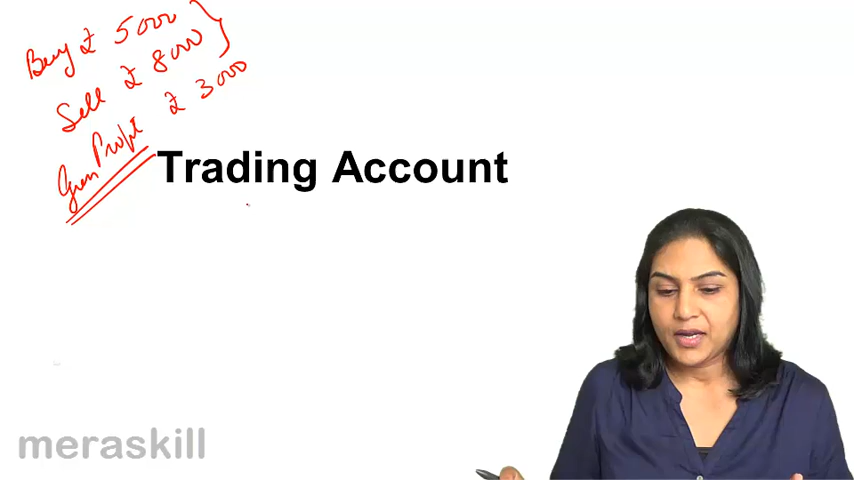 Buy ₹ 5000
Sell ₹ 8000
Gross Profit ₹ 3000
Trading Account
meraskill